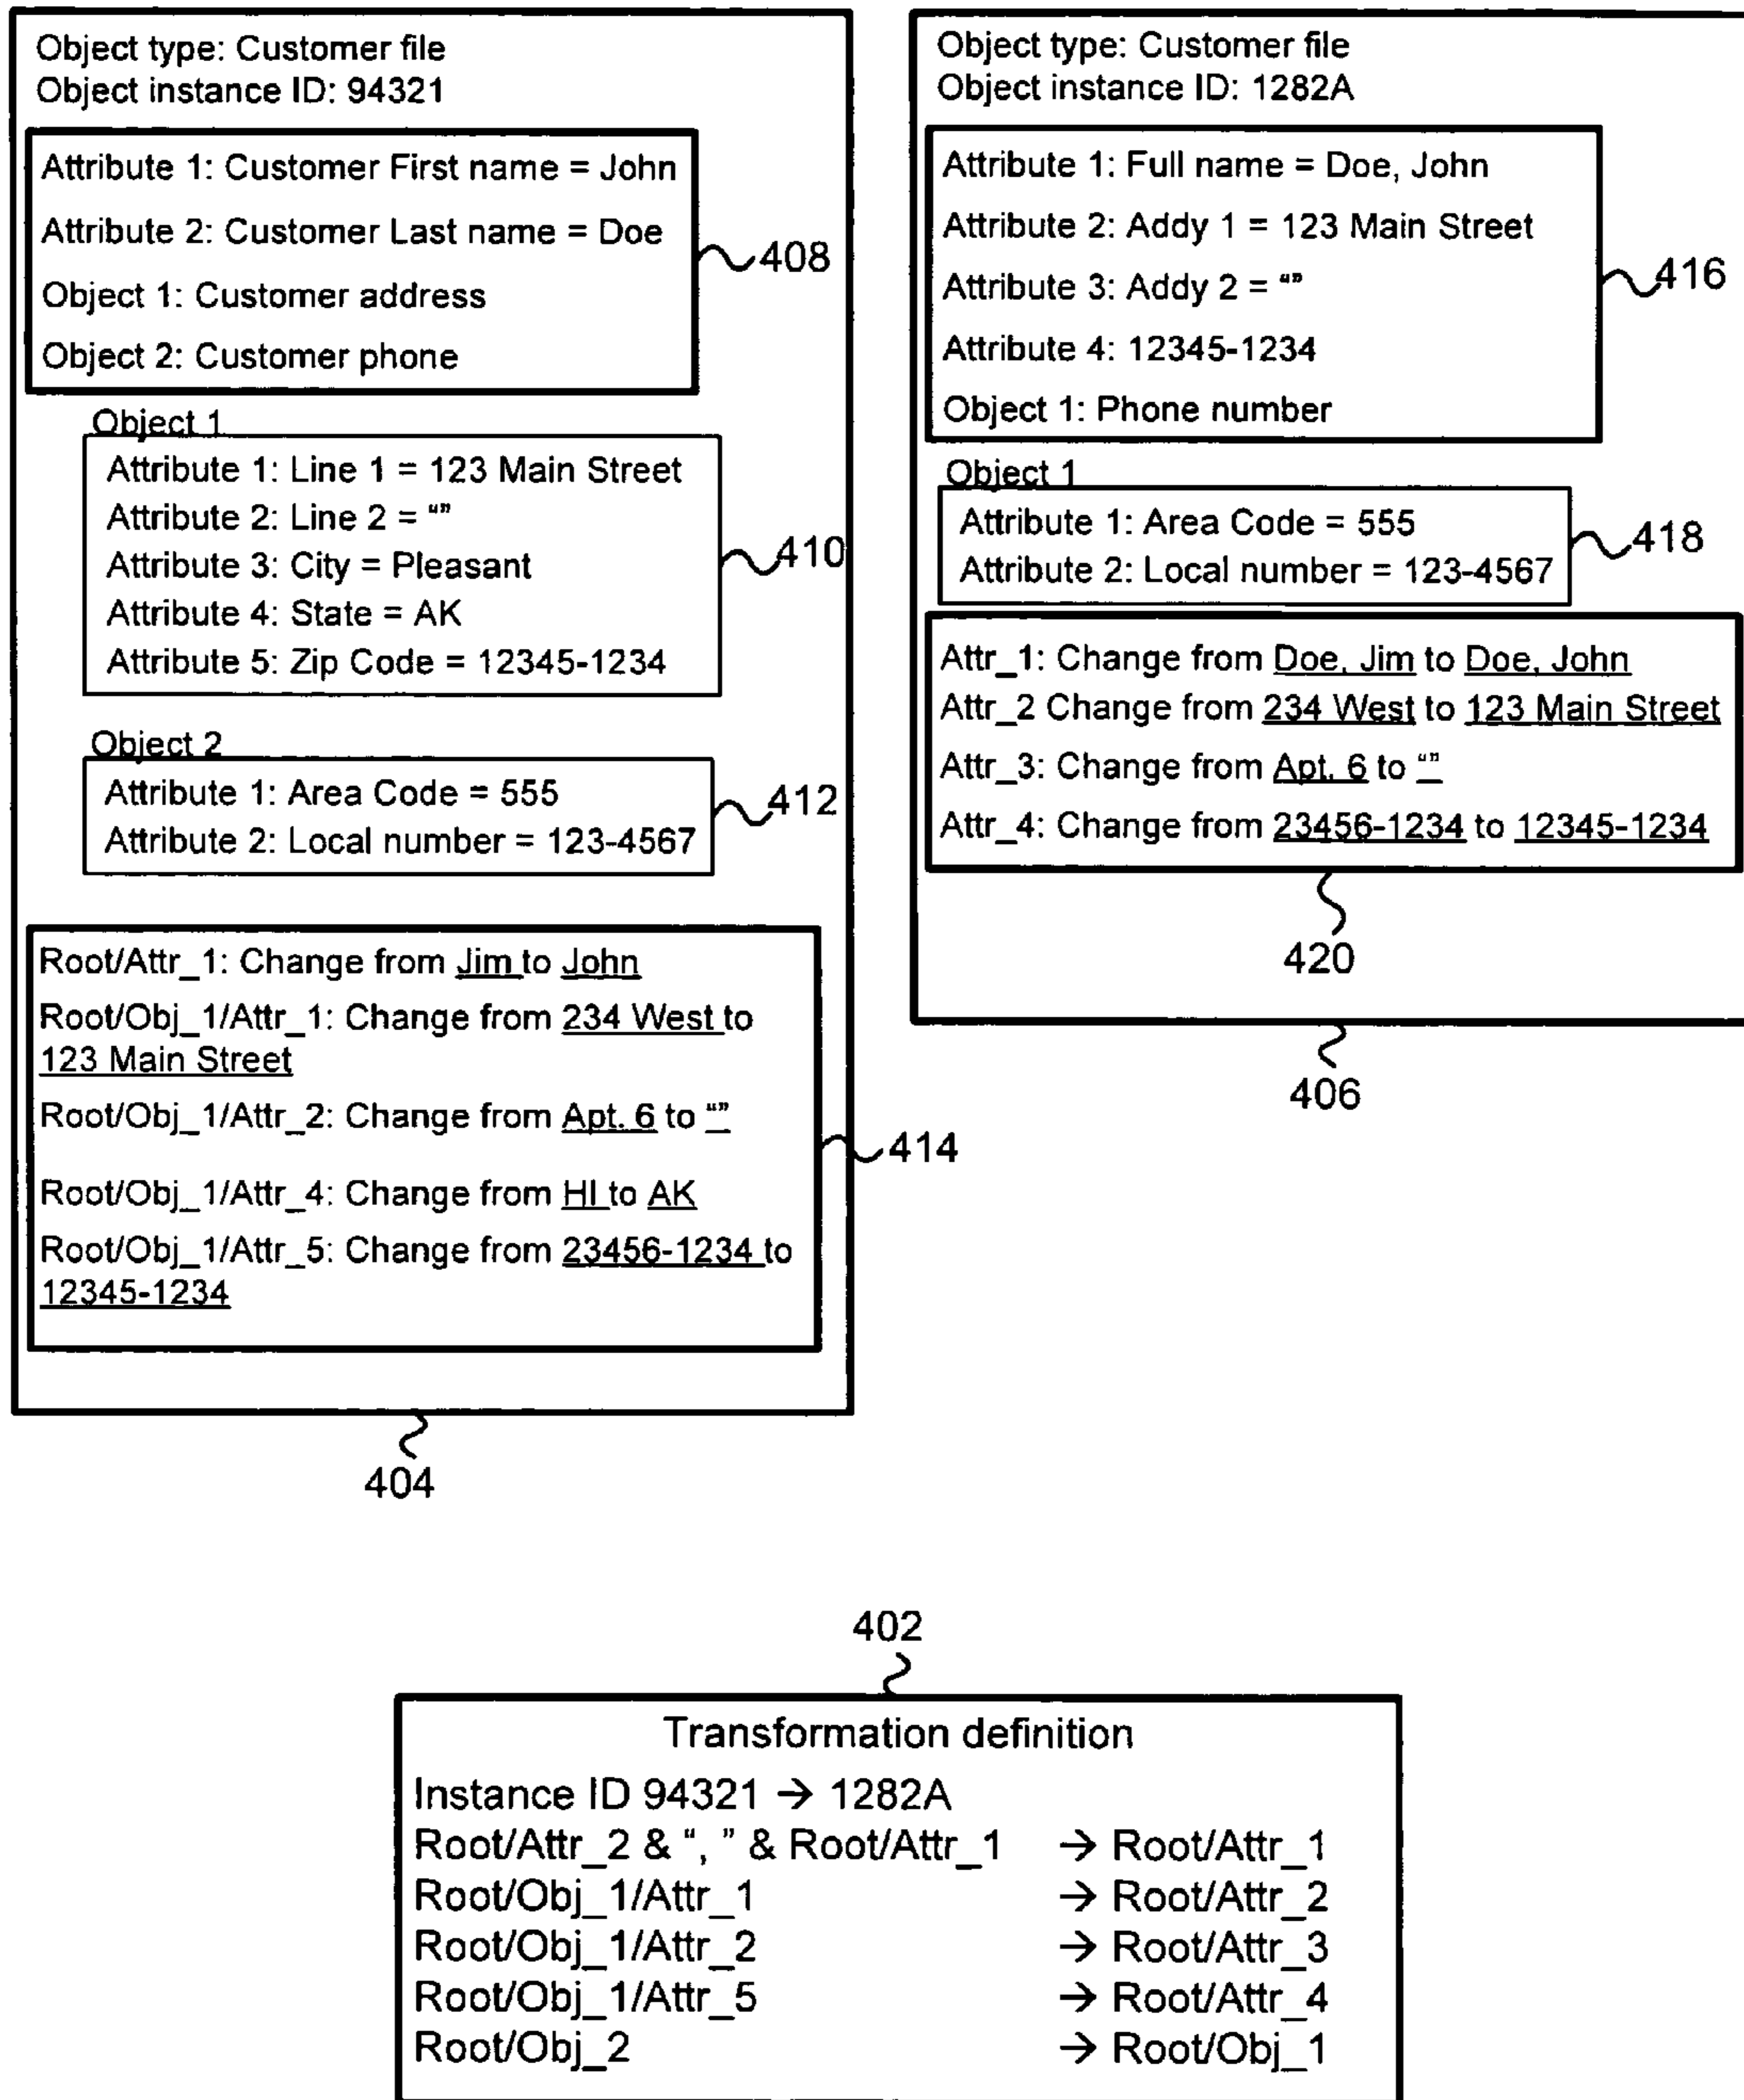 Object type: Customer file
Object instance ID: 94321
Attribute 1: Customer First name = John
Attribute 2: Customer Last name = Doe
Object 1: Customer address
Object 2: Customer phone
408
Object 1
Attribute 1: Line 1 = 123 Main Street
Attribute 2: Line 2 = “”
Attribute 3: City = Pleasant
Attribute 4: State = AK
Attribute 5: Zip Code = 12345-1234
410
Object 2
Attribute 1: Area Code = 555
Attribute 2: Local number = 123-4567
412
Root/Attr_1: Change from Jim to John
Root/Obj_1/Attr_1: Change from 234 West to
123 Main Street
Root/Obj_1/Attr_2: Change from Apt. 6 to “”
Root/Obj_1/Attr_4: Change from HI to AK
Root/Obj_1/Attr_5: Change from 23456-1234 to
12345-1234
414
404
Object type: Customer file
Object instance ID: 1282A
Attribute 1: Full name = Doe, John
Attribute 2: Addy 1 = 123 Main Street
Attribute 3: Addy 2 = “”
Attribute 4: 12345-1234
Object 1: Phone number
416
Object 1
Attribute 1: Area Code = 555
Attribute 2: Local number = 123-4567
418
Attr_1: Change from Doe, Jim to Doe, John
Attr_2 Change from 234 West to 123 Main Street
Attr_3: Change from Apt. 6 to “”
Attr_4: Change from 23456-1234 to 12345-1234
420
406
402
Transformation definition
Instance ID 94321 → 1282A
Root/Attr_2 & “, ” & Root/Attr_1 → Root/Attr_1
Root/Obj_1/Attr_1 → Root/Attr_2
Root/Obj_1/Attr_2 → Root/Attr_3
Root/Obj_1/Attr_5 → Root/Attr_4
Root/Obj_2 → Root/Obj_1